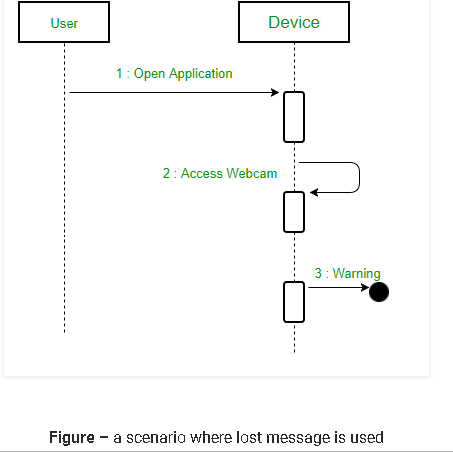 User
Device
1 : Open Application
2 : Access Webcam
3 : Warning
Figure – a scenario where lost message is used